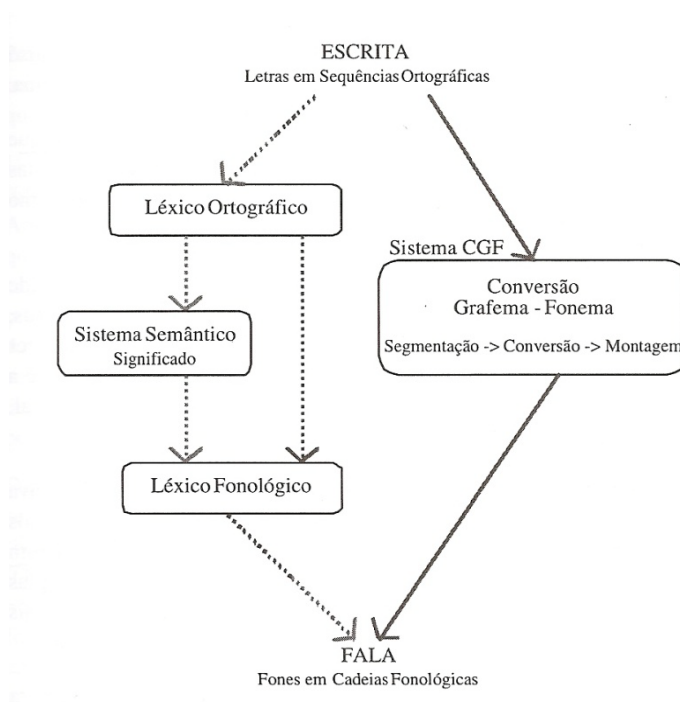 ESCRITA
Letras em Sequências Ortográficas
Léxico Ortográfico
Sistema CGF
Conversão
Grafema - Fonema
Segmentação -> Conversão -> Montagem
Sistema Semântico
Significado
Léxico Fonológico
FALA
Fones em Cadeias Fonológicas